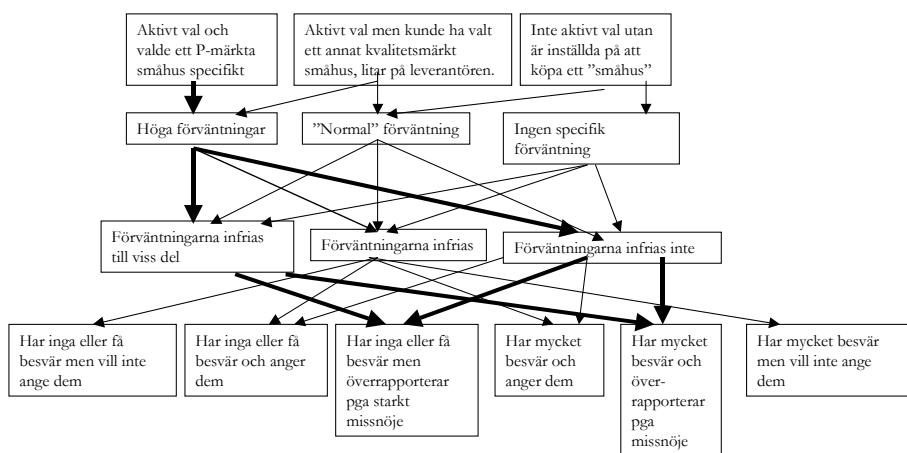 Aktivt val och
valde ett P-märkta
småhus specifikt
Aktivt val men kunde ha valt
ett annat kvalitetsmärkt
småhus, litar på leverantören.
Inte aktivt val utan
är inställda på att
köpa ett ”småhus”
Höga förväntningar
”Normal” förväntning
Ingen specifik
förväntning
Förväntningarna infrias
till viss del
Förväntningarna infrias
Förväntningarna infrias inte
Har inga eller få
besvär men vill inte
ange dem
Har inga eller få
besvär och anger
dem
Har inga eller få
besvär men
överrapporterar
pga starkt
missnöje
Har mycket
besvär och
anger dem
Har mycket
besvär och
över-
rapporterar
pga
missnöje
Har mycket besvär
men vill inte ange
dem